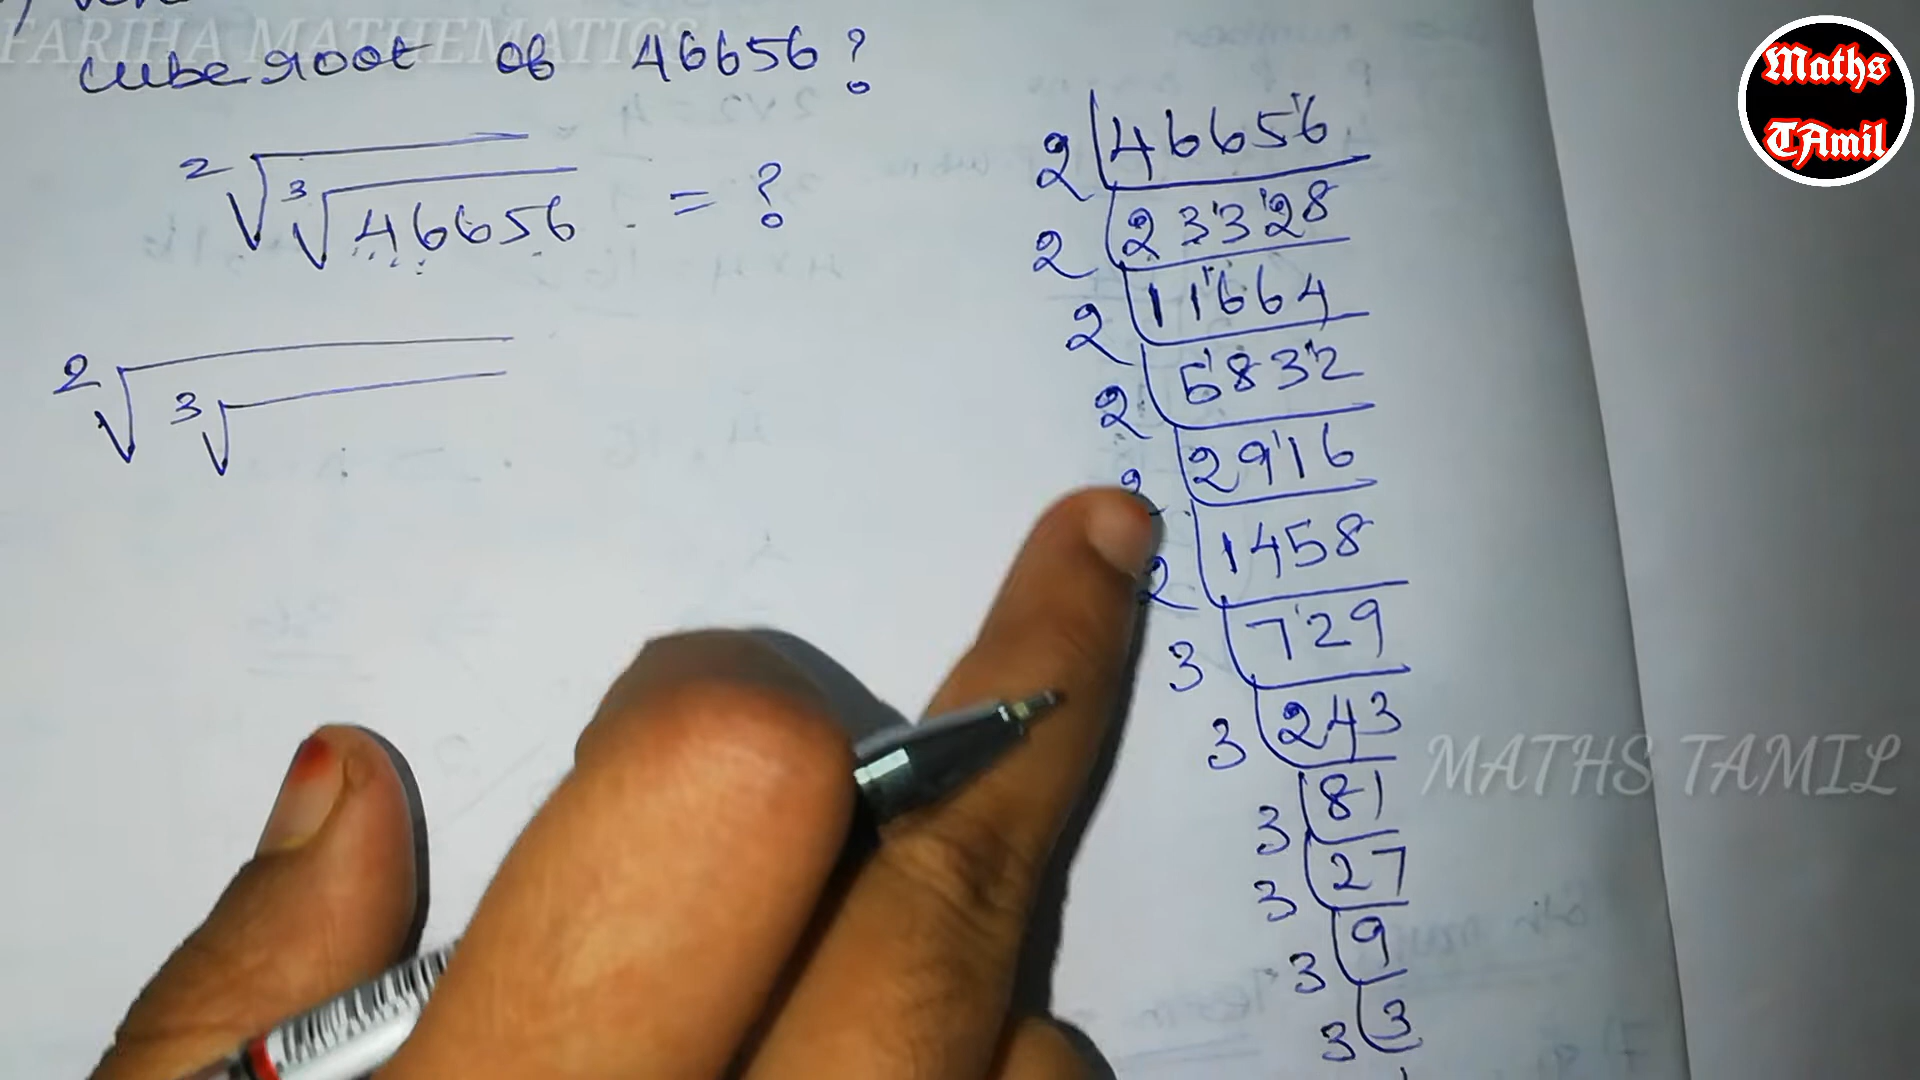 FARIHA MATHEMATICS
cube root of 46656?
²√³√46656 = ?
²√³√
2 | 46656
2 | 23328
2 | 11664
2 | 5832
2 | 2916
2 | 1458
3 | 729
3 | 243
3 | 81
3 | 27
3 | 9
3 | 3
Maths
TAmil
MATHS TAMIL